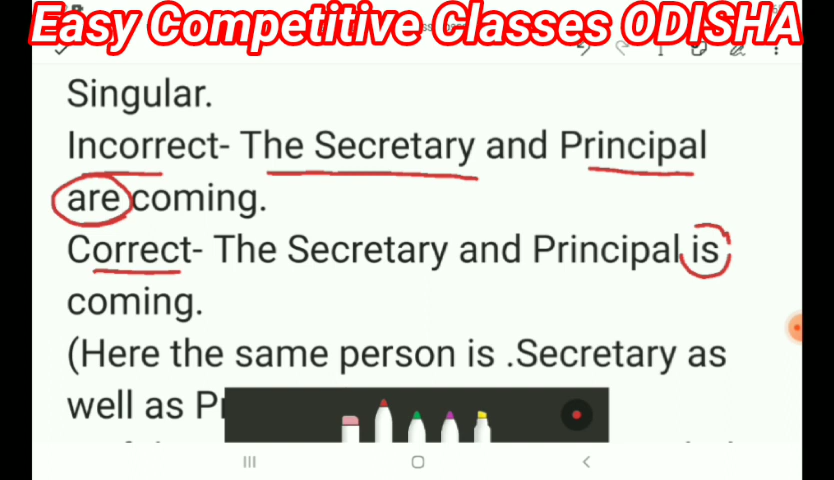 Easy Competitive Classes ODISHA
Singular.
Incorrect- The Secretary and Principal
are coming.
Correct- The Secretary and Principal is
coming.
(Here the same person is .Secretary as
well as